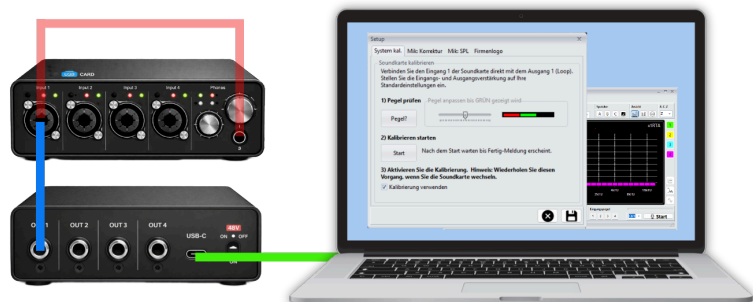 CARD
Input 1 Input 2 Input 3 Input 4 Phones
OUT 1 OUT 2 OUT 3 OUT 4
USB-C
48V
ON OFF
ON
Setup
System kal. Mikro Korrektur Mikro SPL Firmenlogo
Soundkarte kalibrieren
Verbinden Sie den Eingang 1 der Soundkarte direkt mit dem Ausgang 1 (Loop).
Stellen Sie die Eingangs- und Ausgangsverstärkung auf Ihre
Standardeinstellungen ein.
1) Pegel prüfen
Pegel anpassen bis GRÜN gezeigt wird
Pegel?
2) Kalibrieren starten
Start
Nach dem Start warten bis Fertig-Meldung erscheint.
3) Aktivieren Sie die Kalibrierung. Hinweis: Wiederholen Sie diesen
Vorgang, wenn Sie die Soundkarte wechseln.
Kalibrierung verwenden
Start